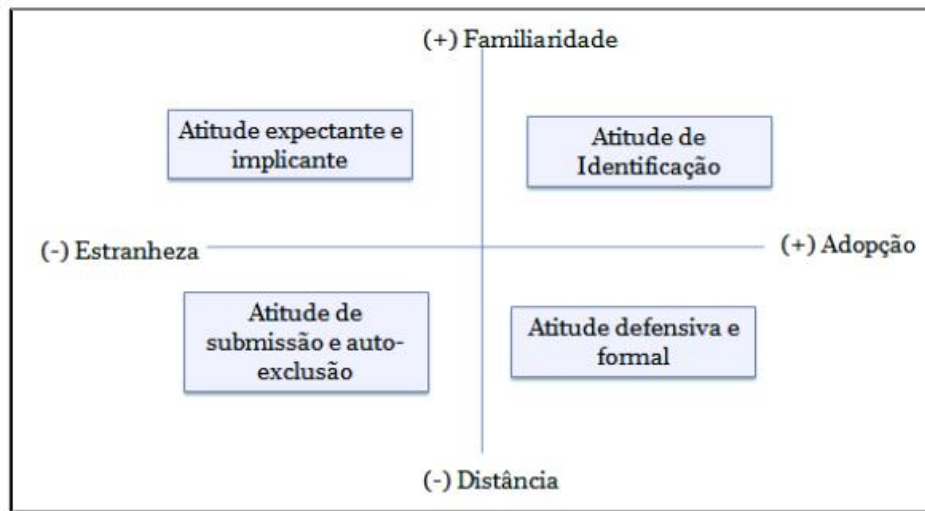 (+) Familiaridade
Atitude expectante e
implicante
Atitude de
Identificação
(-) Estranheza
(+) Adopção
Atitude de
submissão e auto-
exclusão
Atitude defensiva e
formal
(-) Distância